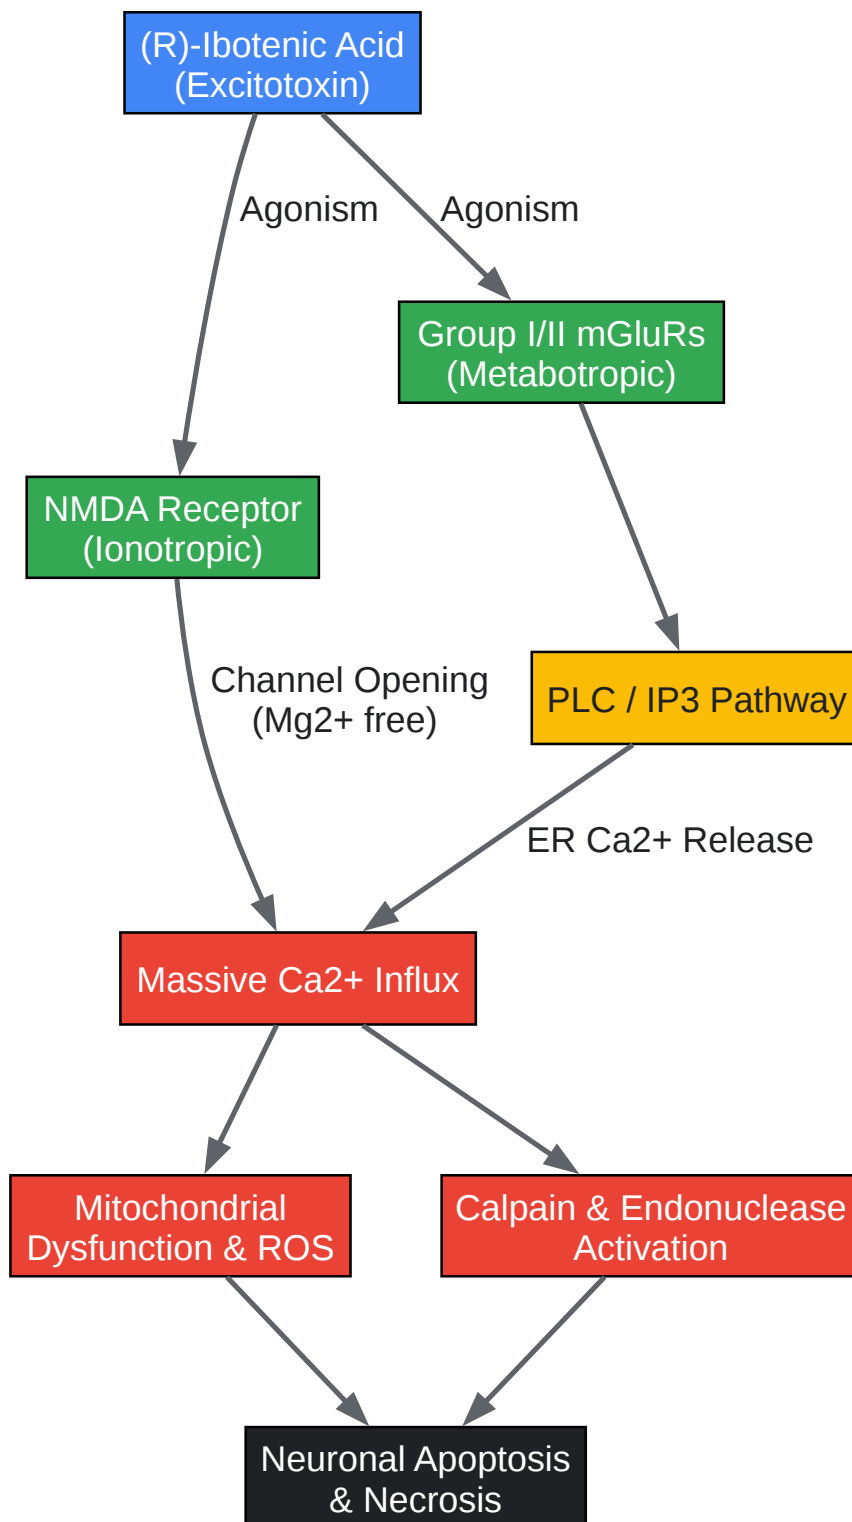 (R)-Ibotenic Acid
(Excitotoxin)
Agonism
Agonism
Group I/II mGluRs
(Metabotropic)
NMDA Receptor
(Ionotropic)
Channel Opening
(Mg2+ free)
PLC / IP3 Pathway
ER Ca2+ Release
Massive Ca2+ Influx
Mitochondrial
Dysfunction & ROS
Calpain & Endonuclease
Activation
Neuronal Apoptosis
& Necrosis